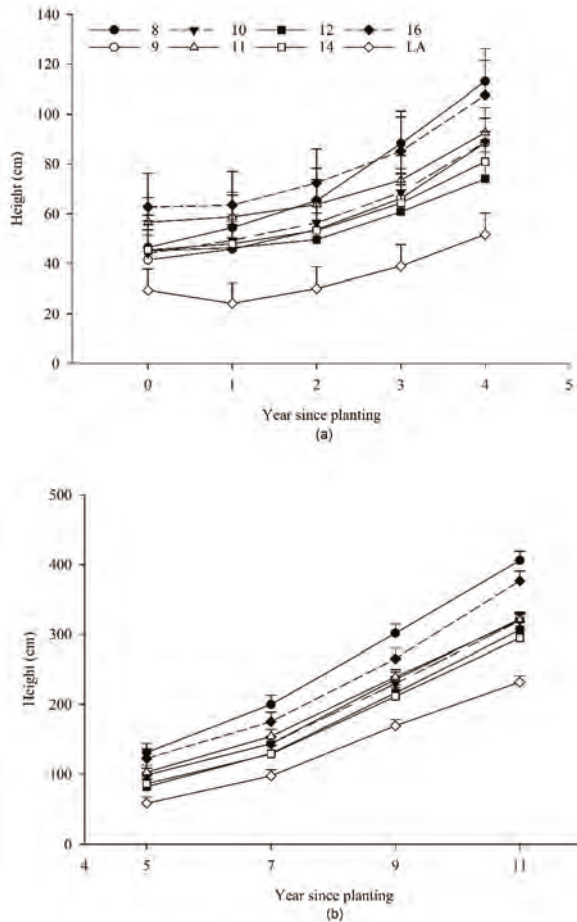 140
8 10 12 16
9 11 14 LA
120
100
80
60
40
20
0
Height (cm)
0 1 2 3 4 5
Year since planting
(a)
500
400
300
200
100
0
Height (cm)
4 5 7 9 11
Year since planting
(b)